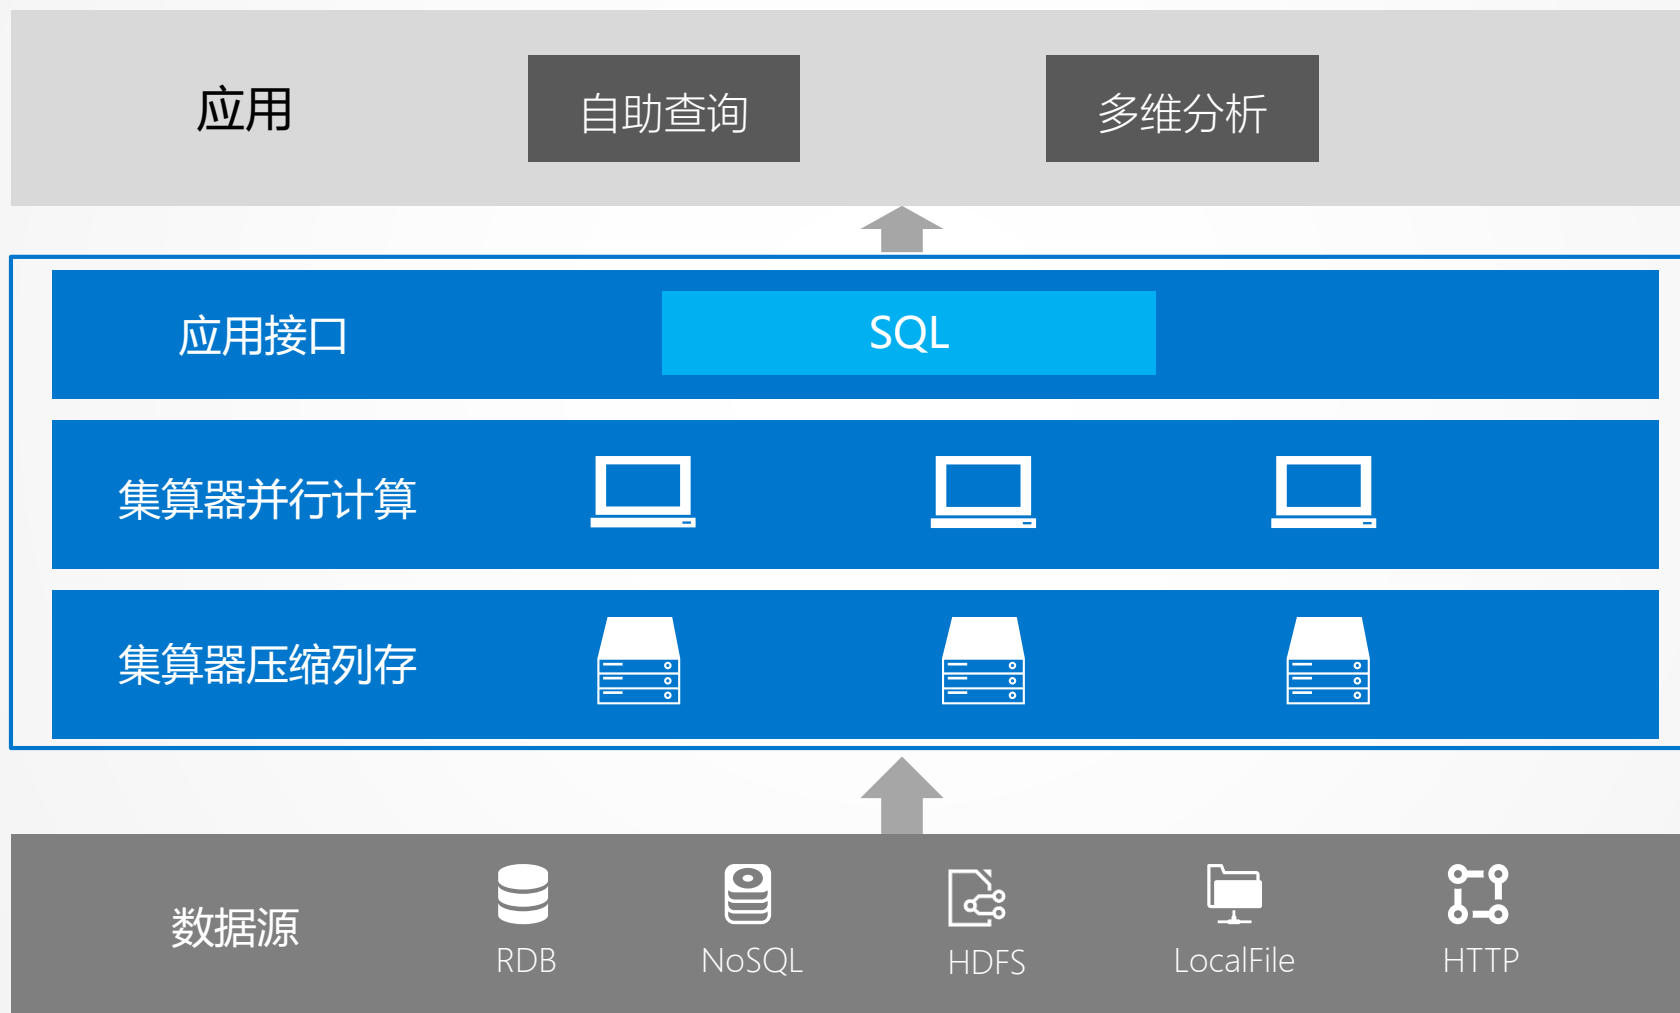 应用
自助查询
多维分析
应用接口
SQL
集算器并行计算
集算器压缩列存
数据源
RDB
NoSQL
HDFS
LocalFile
HTTP